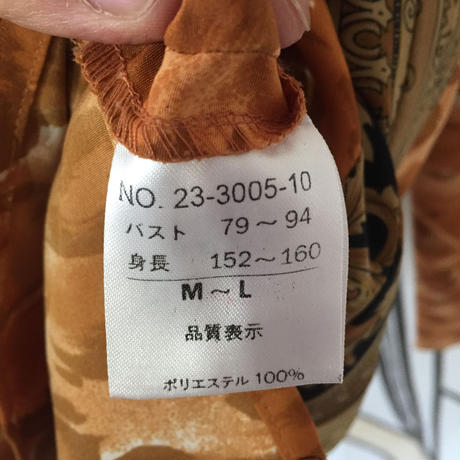 NO. 23-3005-10
バスト 79～94
身長 152～160
M～L
品質表示
ポリエステル 100%